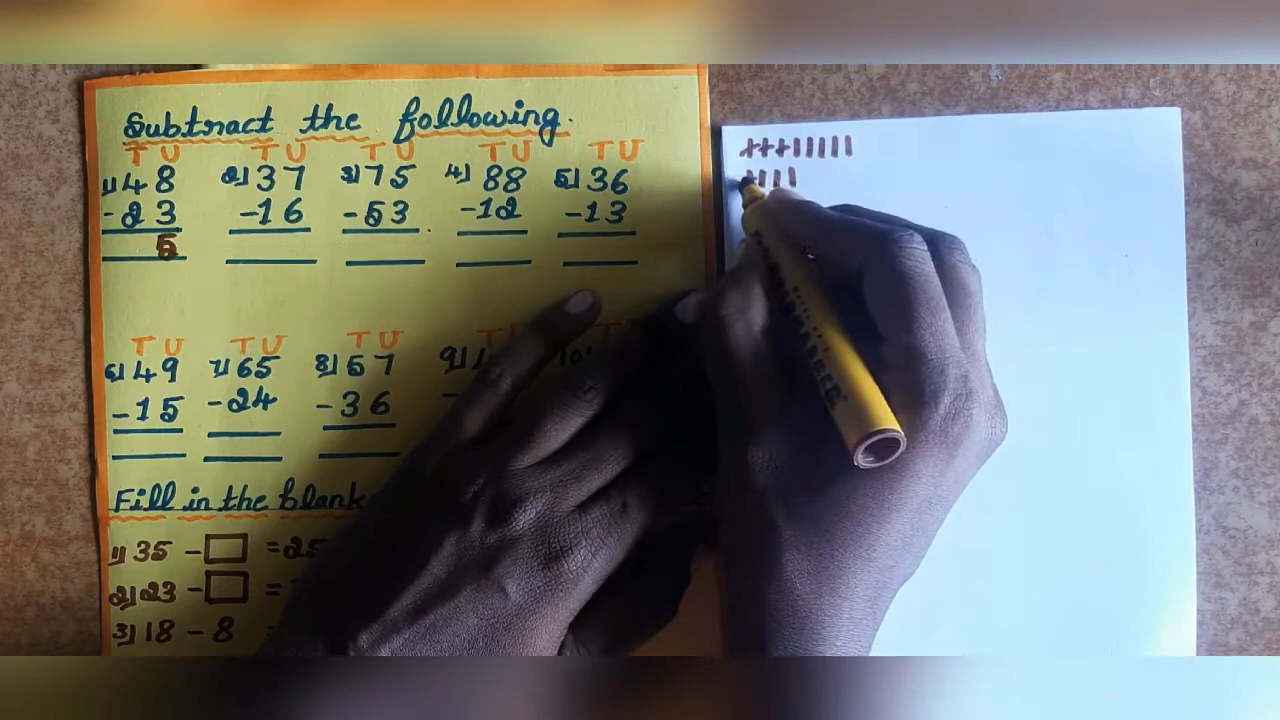 Subtract the following.
T U T U T U T U T U
1) 48 2) 37 3) 75 4) 88 5) 36
-23 -16 -53 -12 -13
5
T U T U T U T
6) 49 7) 65 8) 57 9)
-15 -24 -36 -
Fill in the blank
1) 35 - □ = 25
2) 23 - □ =
3) 18 - 8 =